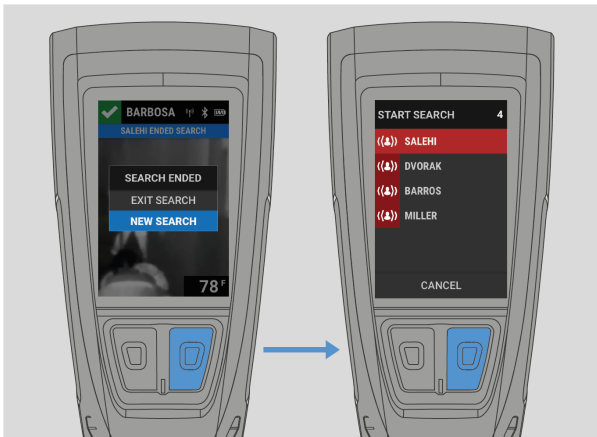 BARBOSA
SALEHI ENDED SEARCH
SEARCH ENDED
EXIT SEARCH
NEW SEARCH
78 F
START SEARCH 4
SALEHI
DVORAK
BARROS
MILLER
CANCEL